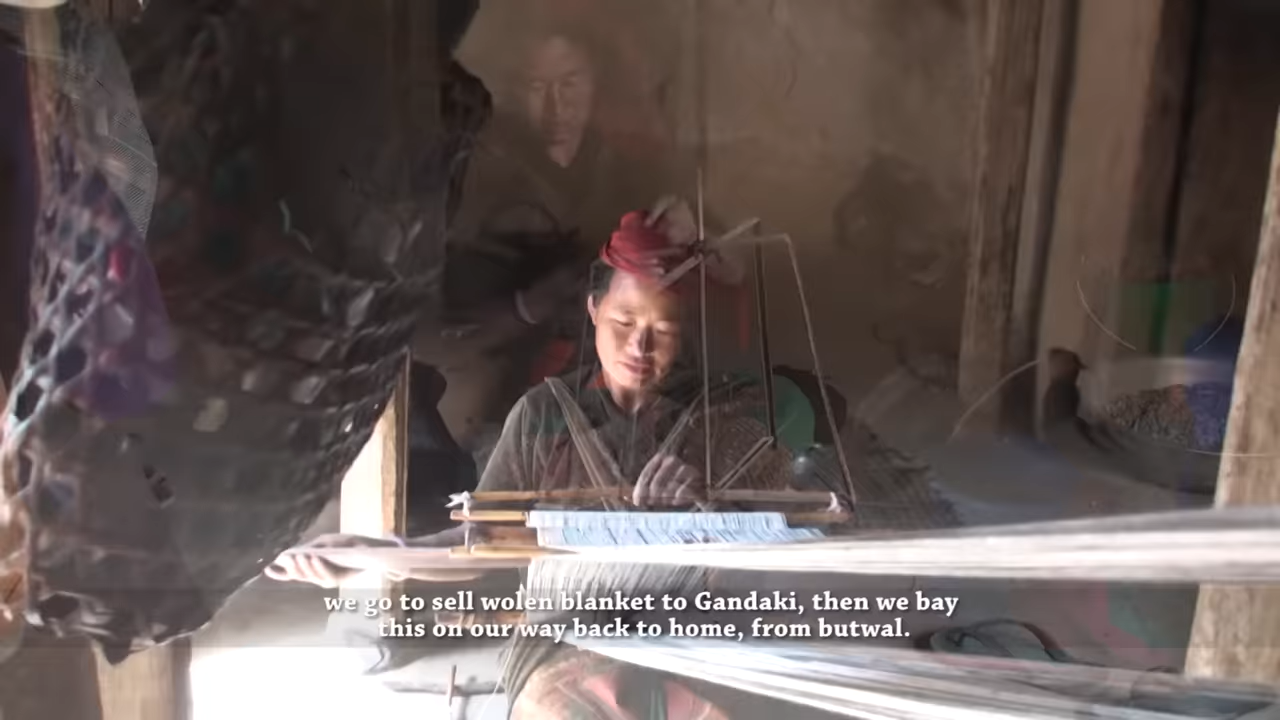 we go to sell wolen blanket to Gandaki, then we bay
this on our way back to home, from butwal.